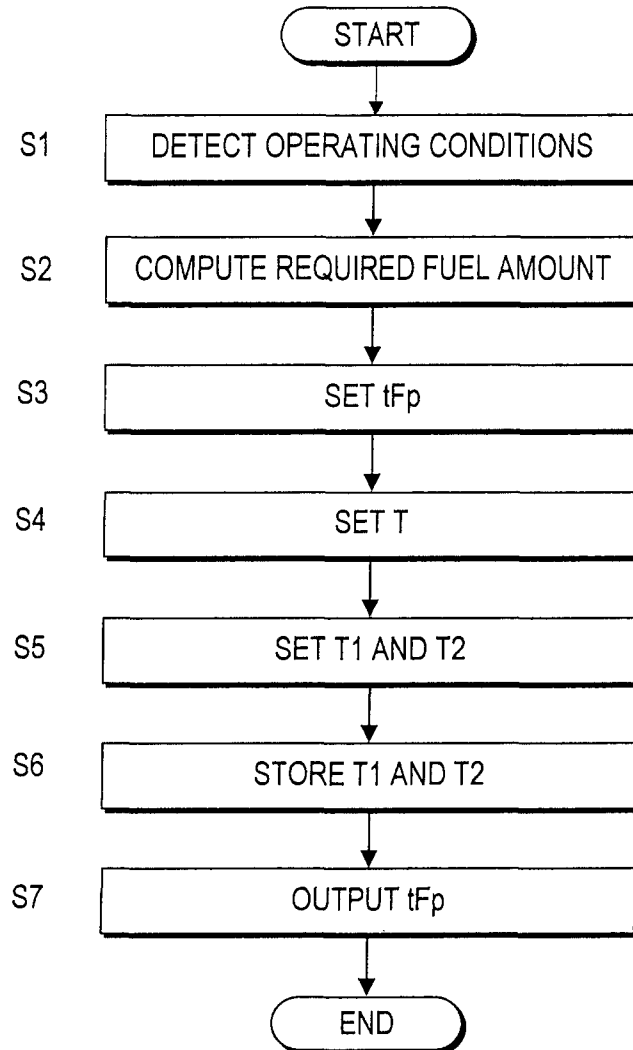 START
S1 DETECT OPERATING CONDITIONS
S2 COMPUTE REQUIRED FUEL AMOUNT
S3 SET tFp
S4 SET T
S5 SET T1 AND T2
S6 STORE T1 AND T2
S7 OUTPUT tFp
END